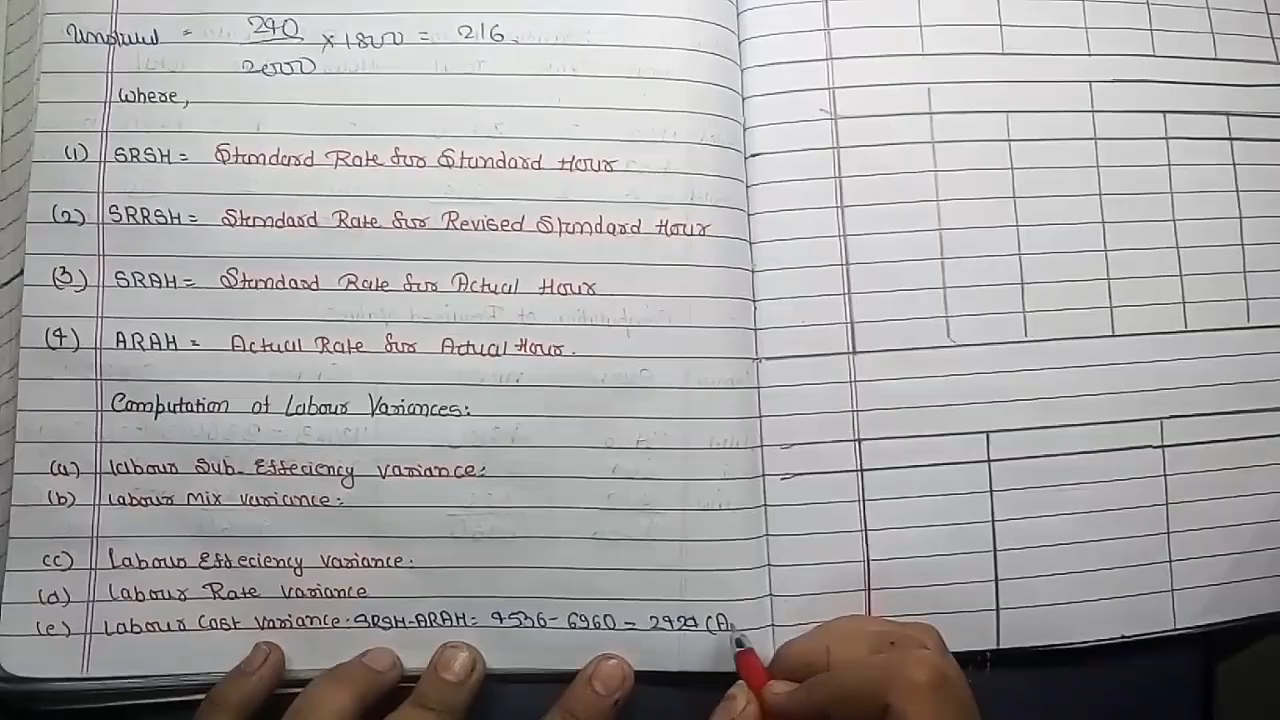 = 240/2000 × 1800 = 216.
Where,
(1) SRSH = Standard Rate for Standard Hour
(2) SRRSH = Standard Rate for Revised Standard Hour
(3) SRAH = Standard Rate for Actual Hour
(4) ARAH = Actual Rate for Actual Hour.
Computation of Labour Variances:
(a) Labour Sub-Effeciency Variance:
(b) Labour Mix Variance:
(c) Labour Effeciency Variance.
(d) Labour Rate Variance
(e) Labour Cost Variance. SRSH-ARAH = 4536-6960 = 2424 (A